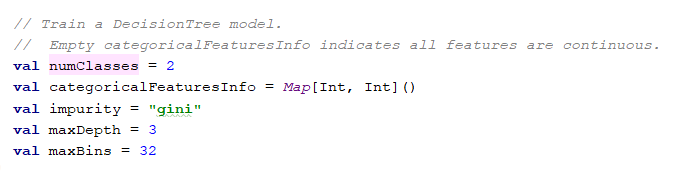 // Train a DecisionTree model.
//  Empty categoricalFeaturesInfo indicates all features are continuous.
val numClasses = 2
val categoricalFeaturesInfo = Map[Int, Int]()
val impurity = "gini"
val maxDepth = 3
val maxBins = 32